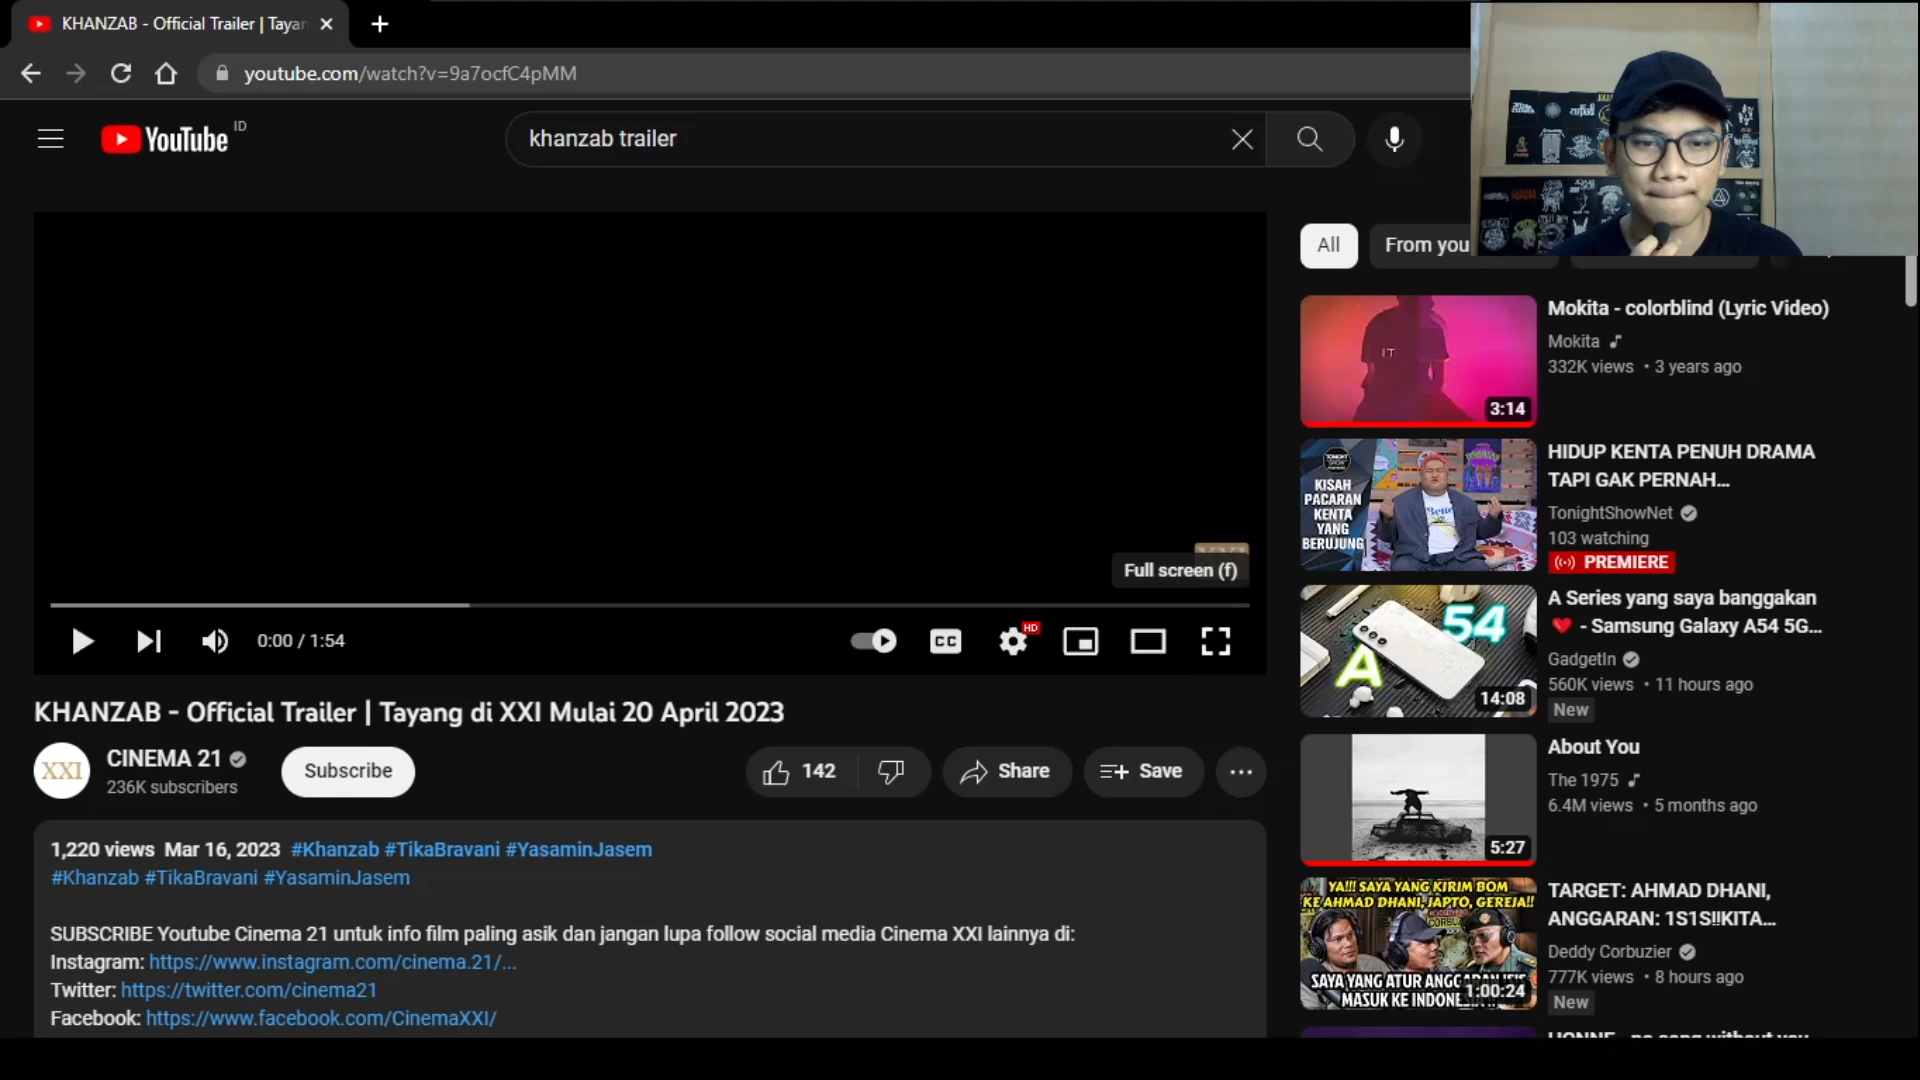 KHANZAB - Official Trailer | Taya
youtube.com/watch?v=9a7ocfC4pMM
YouTube ID
khanzab trailer
All
From you
Full screen (f)
0:00 / 1:54
CC
HD
KHANZAB - Official Trailer | Tayang di XXI Mulai 20 April 2023
XXI
CINEMA 21
236K subscribers
Subscribe
142
Share
Save
1,220 views Mar 16, 2023 #Khanzab #TikaBravani #YasaminJasem
#Khanzab #TikaBravani #YasaminJasem
SUBSCRIBE Youtube Cinema 21 untuk info film paling asik dan jangan lupa follow social media Cinema XXI lainnya di:
Instagram: https://www.instagram.com/cinema.21/...
Twitter: https://twitter.com/cinema21
Facebook: https://www.facebook.com/CinemaXXI/
IT
3:14
Mokita - colorblind (Lyric Video)
Mokita
332K views • 3 years ago
TONIGHT
SHOW
KISAH
PACARAN
KENTA
YANG
BERUJUNG
HIDUP KENTA PENUH DRAMA
TAPI GAK PERNAH...
TonightShowNet
103 watching
PREMIERE
54
A
14:08
A Series yang saya banggakan
❤ - Samsung Galaxy A54 5G...
GadgetIn
560K views • 11 hours ago
New
5:27
About You
The 1975
6.4M views • 5 months ago
YA!!! SAYA YANG KIRIM BOM
KE AHMAD DHANI, JAPTO, GEREJA!!
SAYA YANG ATUR ANGG
MASUK KE INDONE
1:00:24
TARGET: AHMAD DHANI,
ANGGARAN: 1S1S!!KITA...
Deddy Corbuzier
777K views • 8 hours ago
New